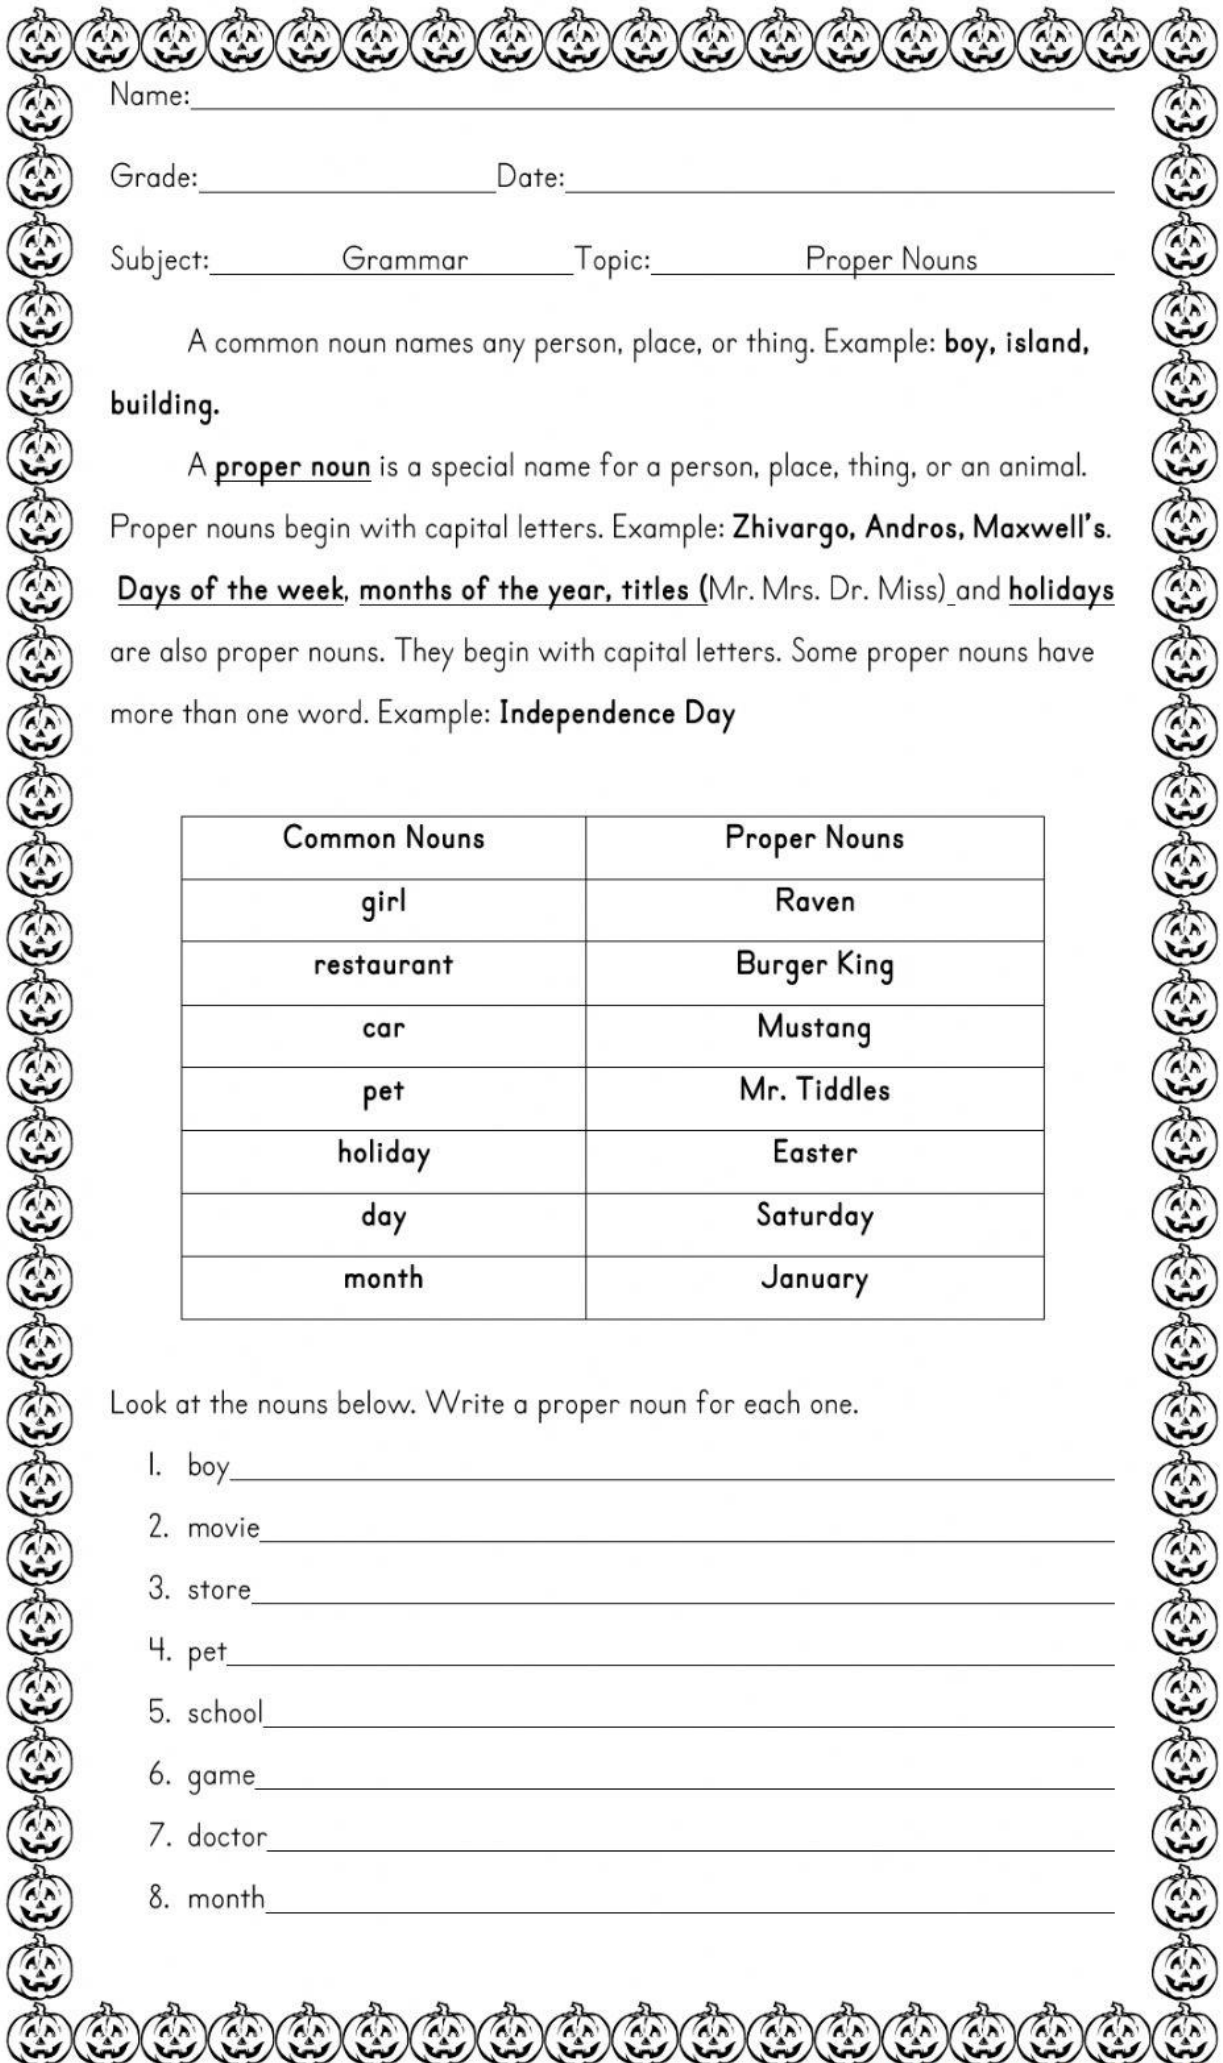 Name:
Grade: Date:
Subject: Grammar Topic: Proper Nouns
A common noun names any person, place, or thing. Example: boy, island,
building.
A proper noun is a special name for a person, place, thing, or an animal.
Proper nouns begin with capital letters. Example: Zhivargo, Andros, Maxwell's.
Days of the week, months of the year, titles (Mr. Mrs. Dr. Miss) and holidays
are also proper nouns. They begin with capital letters. Some proper nouns have
more than one word. Example: Independence Day
Common Nouns Proper Nouns
girl Raven
restaurant Burger King
car Mustang
pet Mr. Tiddles
holiday Easter
day Saturday
month January
Look at the nouns below. Write a proper noun for each one.
1. boy
2. movie
3. store
4. pet
5. school
6. game
7. doctor
8. month